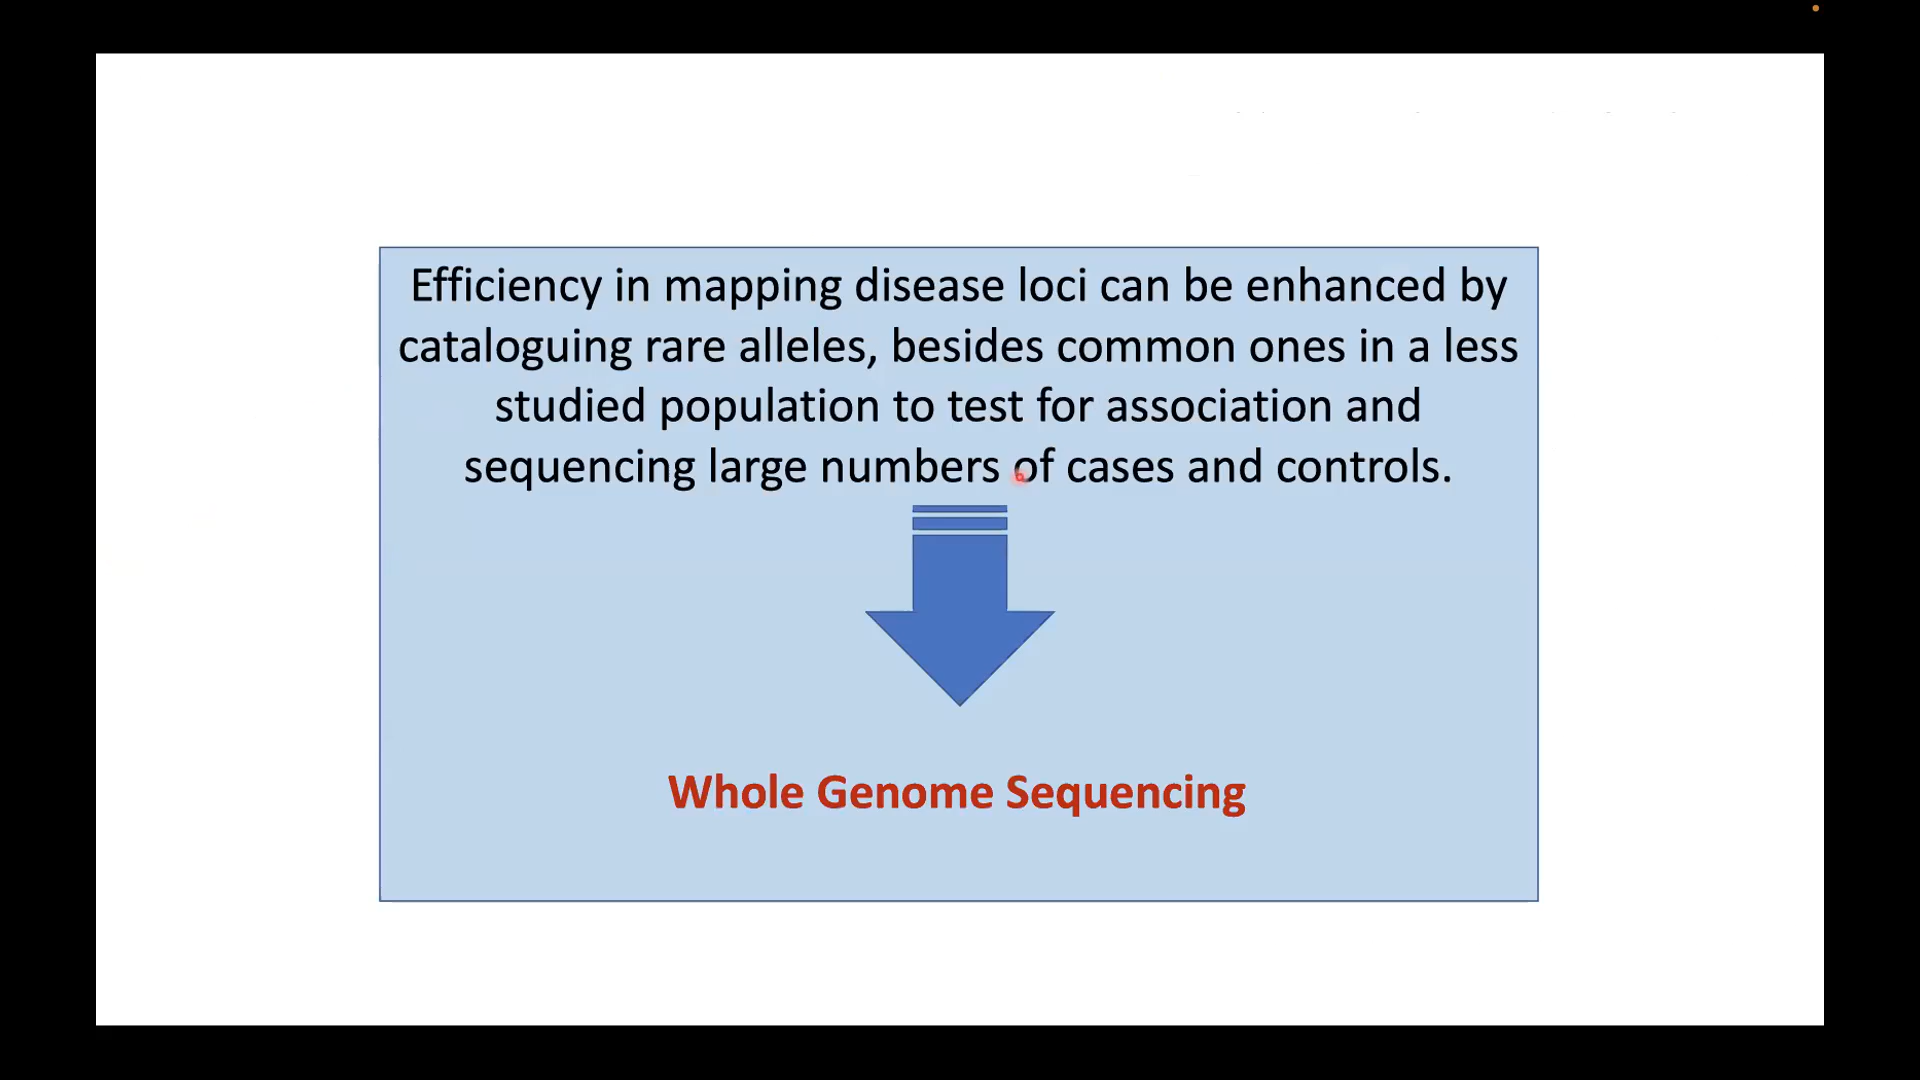 Efficiency in mapping disease loci can be enhanced by
cataloguing rare alleles, besides common ones in a less
studied population to test for association and
sequencing large numbers of cases and controls.
Whole Genome Sequencing